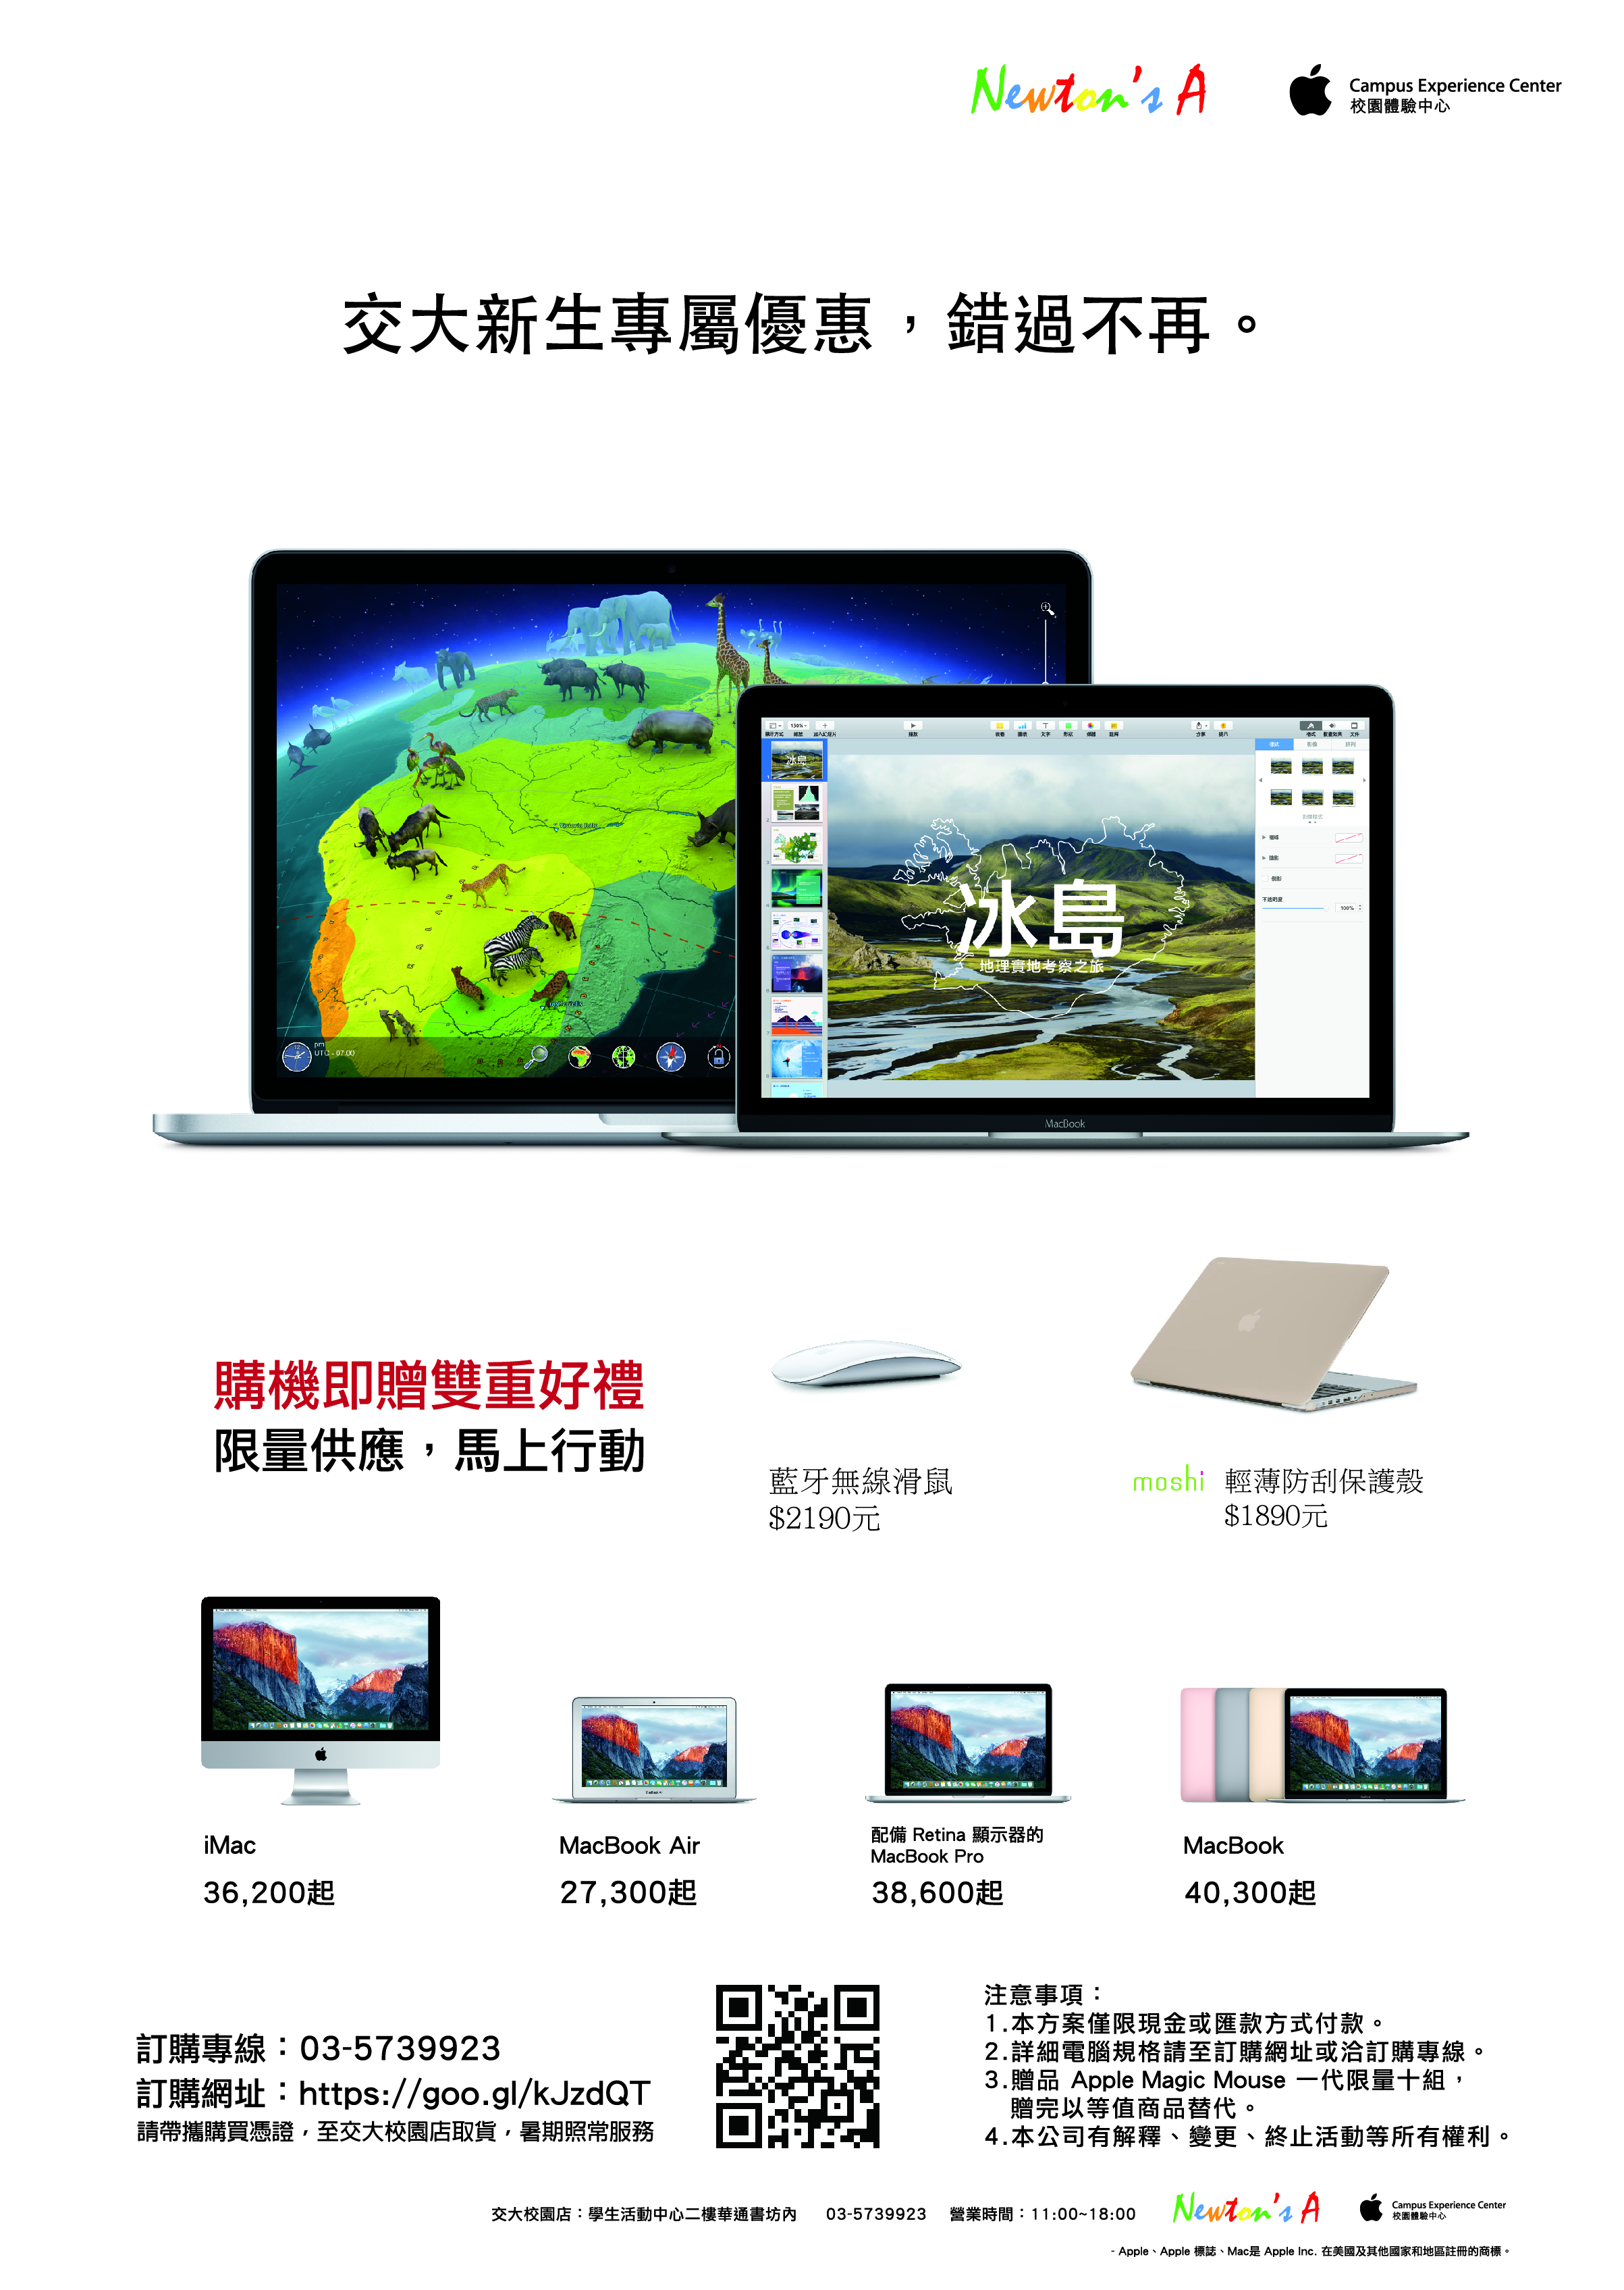 Newton's A
Campus Experience Center
校園體驗中心
交大新生專屬優惠，錯過不再。
pm
UTC - 07:00
冰島
地理實地考察之旅
不透明度
100%
MacBook
購機即贈雙重好禮
限量供應，馬上行動
藍牙無線滑鼠
$2190元
moshi 輕薄防刮保護殼
$1890元
iMac
36,200起
MacBook Air
27,300起
配備 Retina 顯示器的
MacBook Pro
38,600起
MacBook
40,300起
訂購專線：03-5739923
訂購網址：https://goo.gl/kJzdQT
請帶攜購買憑證，至交大校園店取貨，暑期照常服務
注意事項：
1.本方案僅限現金或匯款方式付款。
2.詳細電腦規格請至訂購網址或洽訂購專線。
3.贈品 Apple Magic Mouse 一代限量十組，
贈完以等值商品替代。
4.本公司有解釋、變更、終止活動等所有權利。
交大校園店：學生活動中心二樓華通書坊內 03-5739923 營業時間：11:00~18:00
Newton's A
Campus Experience Center
校園體驗中心
- Apple、Apple 標誌、Mac是 Apple Inc. 在美國及其他國家和地區註冊的商標。